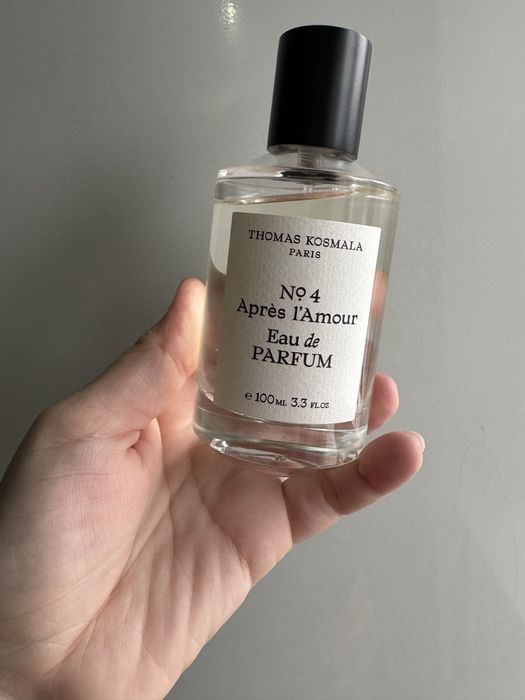 THOMAS KOSMALA
PARIS
Nº 4
Après l'Amour
Eau de
PARFUM
e 100ML 3.3 FL.OZ